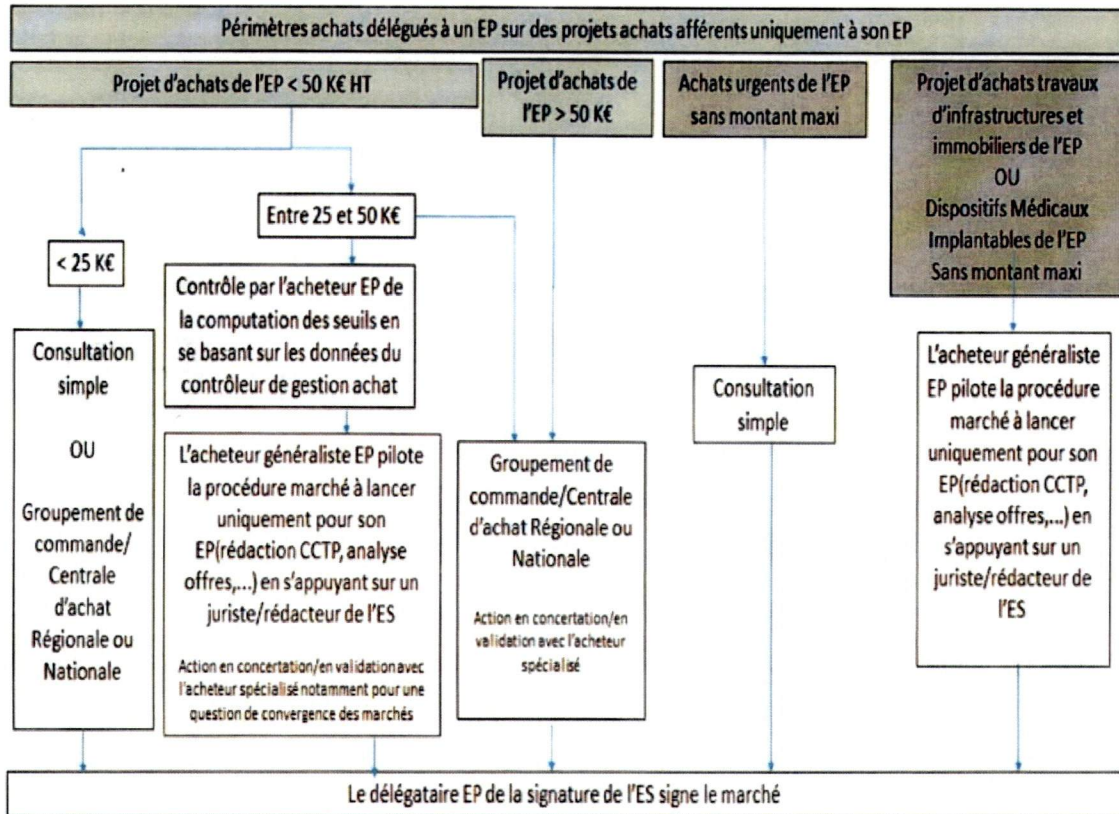 Périmètres achats délégués à un EP sur des projets achats afférents uniquement à son EP
Projet d'achats de l'EP < 50 K€ HT
Projet d'achats de
l'EP > 50 K€
Achats urgents de l'EP
sans montant maxi
Projet d'achats travaux
d'infrastructures et
immobiliers de l'EP
OU
Dispositifs Médicaux
Implantables de l'EP
Sans montant maxi
< 25 K€
Entre 25 et 50 K€
Contrôle par l'acheteur EP de
la computation des seuils en
se basant sur les données du
contrôleur de gestion achat
Consultation
simple
OU
Groupement de
commande/
Centrale
d'achat
Régionale ou
Nationale
L'acheteur généraliste EP pilote
la procédure marché à lancer
uniquement pour son
EP(rédaction CCTP, analyse
offres,...) en s'appuyant sur un
juriste/rédacteur de l'ES
Action en concertation/en validation avec
l'acheteur spécialisé notamment pour une
question de convergence des marchés
Groupement de
commande/Centrale
d'achat Régionale ou
Nationale
Action en concertation/en
validation avec l'acheteur
spécialisé
Consultation
simple
L'acheteur généraliste
EP pilote la procédure
marché à lancer
uniquement pour son
EP(rédaction CCTP,
analyse offres,...) en
s'appuyant sur un
juriste/rédacteur de
l'ES
Le délégataire EP de la signature de l'ES signe le marché